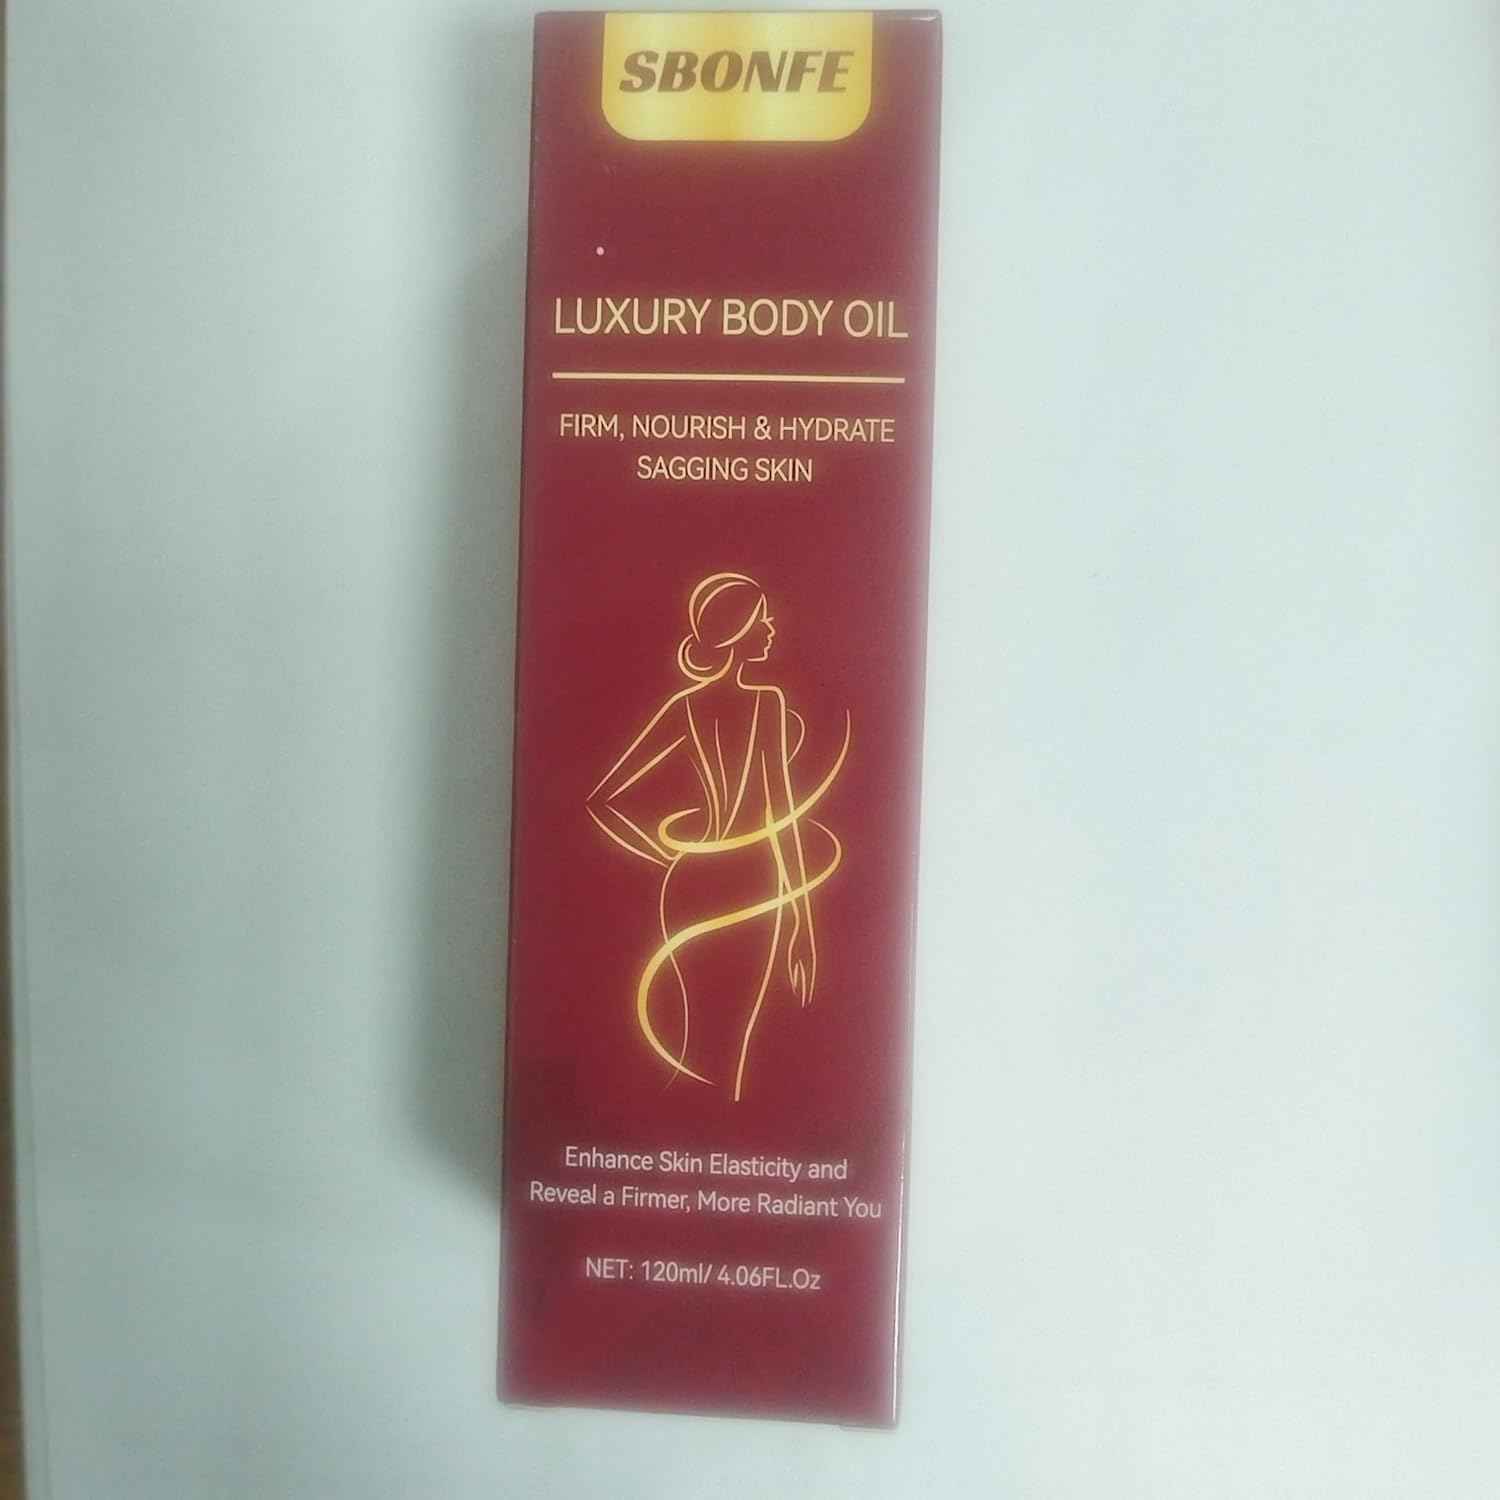 SBONFE
LUXURY BODY OIL
FIRM, NOURISH & HYDRATE
SAGGING SKIN
Enhance Skin Elasticity and
Reveal a Firmer, More Radiant You
NET: 120ml/ 4.06FL.Oz